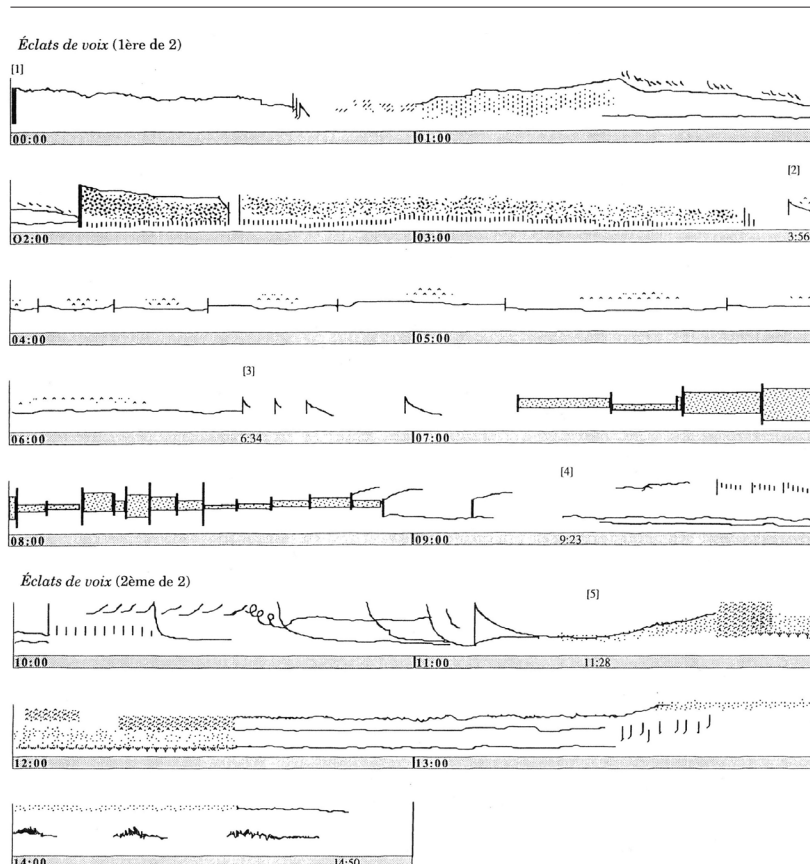 Éclats de voix (1ère de 2)
[1]
00:00 01:00
[2]
O2:00 03:00 3:56
04:00 05:00
[3]
06:00 6:34 07:00
[4]
08:00 09:00 9:23
Éclats de voix (2ème de 2)
[5]
10:00 11:00 11:28
12:00 13:00
14:00 14:50